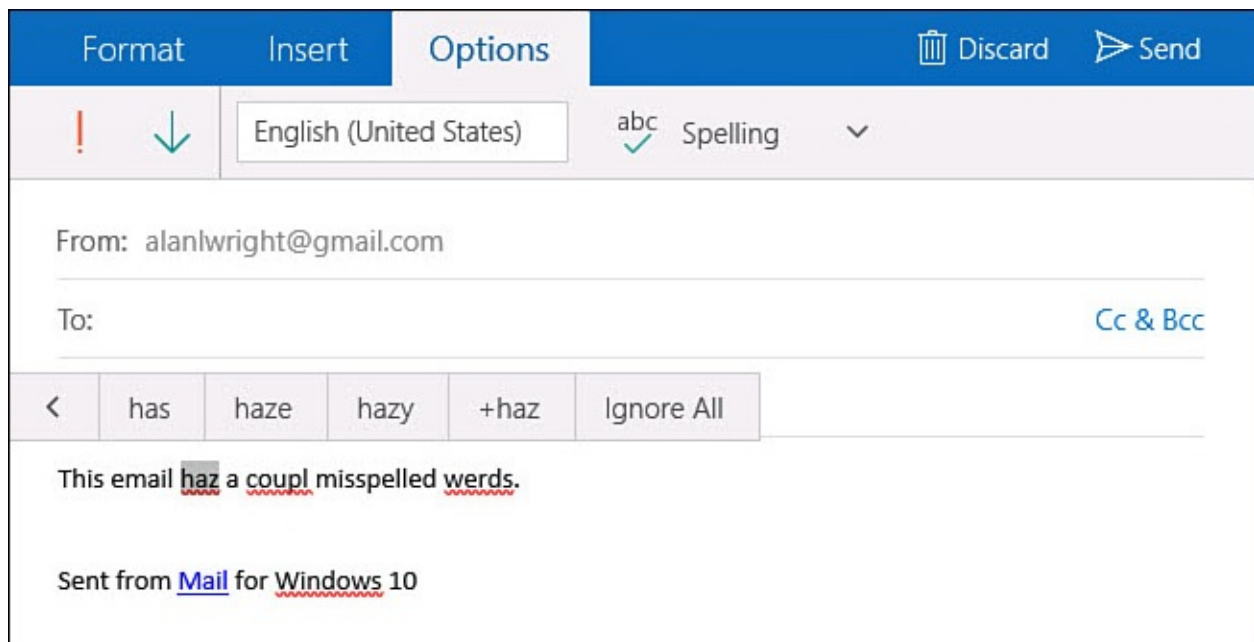 Format Insert Options Discard Send
! English (United States) abc Spelling
From: alanlwright@gmail.com
To: Cc & Bcc
< has haze hazy +haz Ignore All
This email haz a coupl misspelled werds.
Sent from Mail for Windows 10